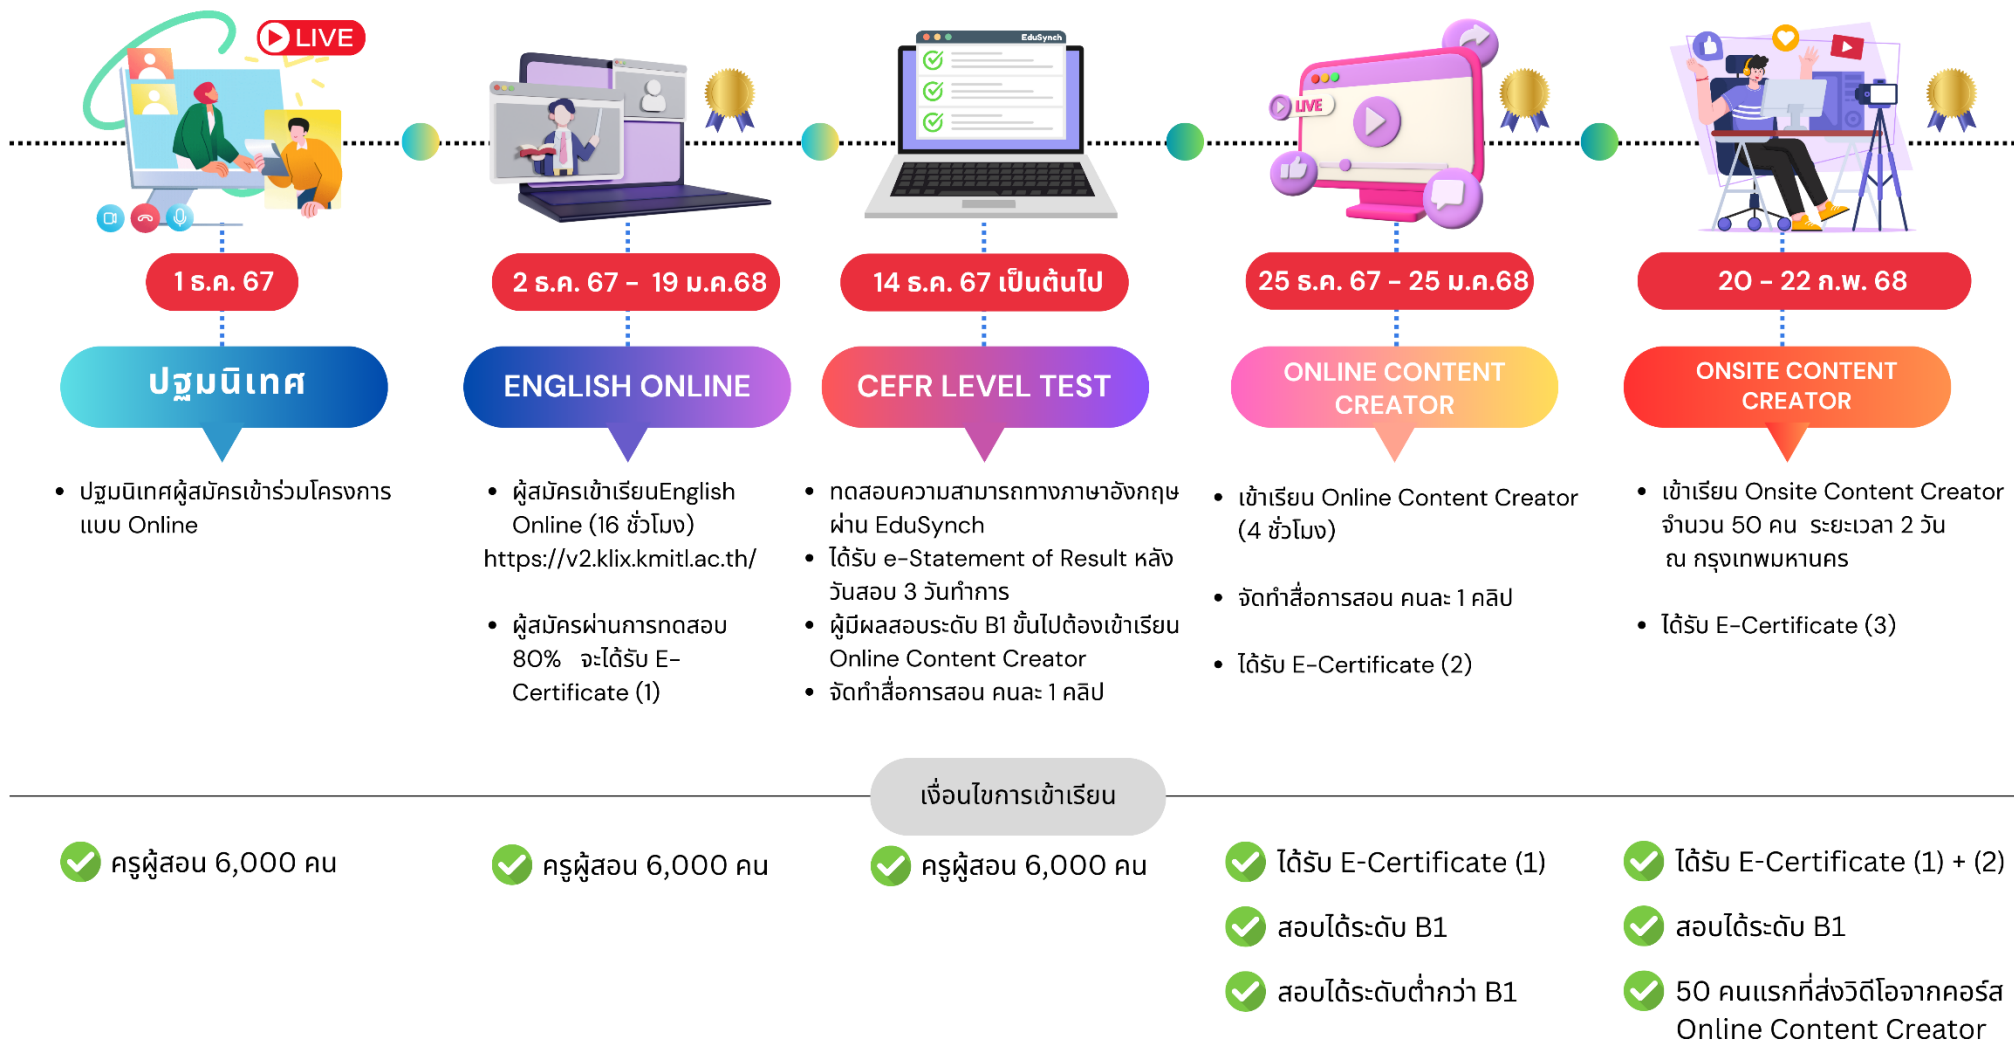 LIVE
EduSynch
LIVE
1 ธ.ค. 67
2 ธ.ค. 67 - 19 ม.ค.68
14 ธ.ค. 67 เป็นต้นไป
25 ธ.ค. 67 - 25 ม.ค.68
20 - 22 ก.พ. 68
ปฐมนิเทศ
ENGLISH ONLINE
CEFR LEVEL TEST
ONLINE CONTENT
CREATOR
ONSITE CONTENT
CREATOR
• ปฐมนิเทศผู้สมัครเข้าร่วมโครงการ
แบบ Online
• ผู้สมัครเข้าเรียนEnglish
Online (16 ชั่วโมง)
https://v2.klix.kmitl.ac.th/
• ผู้สมัครผ่านการทดสอบ
80% จะได้รับ E-
Certificate (1)
• ทดสอบความสามารถทางภาษาอังกฤษ
ผ่าน EduSynch
• ได้รับ e-Statement of Result หลัง
วันสอบ 3 วันทำการ
• ผู้มีผลสอบระดับ B1 ขั้นไปต้องเข้าเรียน
Online Content Creator
• จัดทำสื่อการสอน คนละ 1 คลิป
• เข้าเรียน Online Content Creator
(4 ชั่วโมง)
• จัดทำสื่อการสอน คนละ 1 คลิป
• ได้รับ E-Certificate (2)
• เข้าเรียน Onsite Content Creator
จำนวน 50 คน ระยะเวลา 2 วัน
ณ กรุงเทพมหานคร
• ได้รับ E-Certificate (3)
เงื่อนไขการเข้าเรียน
ครูผู้สอน 6,000 คน
ครูผู้สอน 6,000 คน
ครูผู้สอน 6,000 คน
ได้รับ E-Certificate (1)
สอบได้ระดับ B1
สอบได้ระดับต่ำกว่า B1
ได้รับ E-Certificate (1) + (2)
สอบได้ระดับ B1
50 คนแรกที่ส่งวิดีโอจากคอร์ส
Online Content Creator